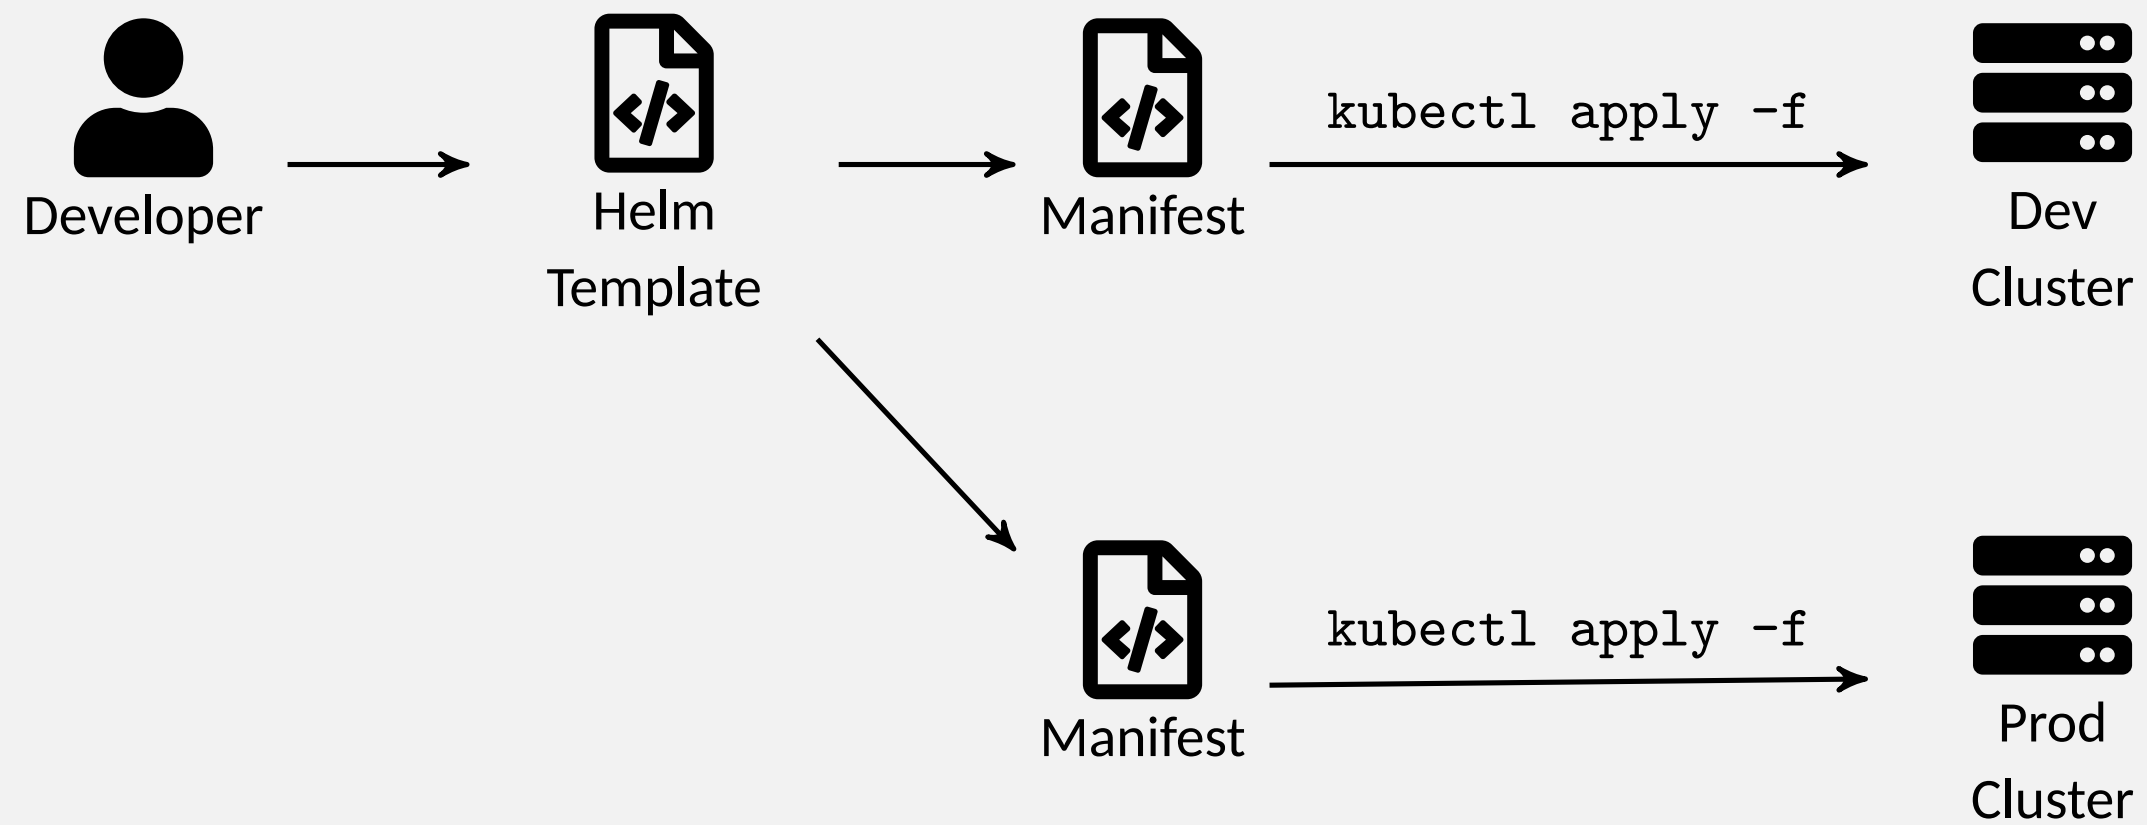 kubectl apply -f
Developer
Helm
Template
Manifest
Dev
Cluster
kubectl apply -f
Manifest
Prod
Cluster